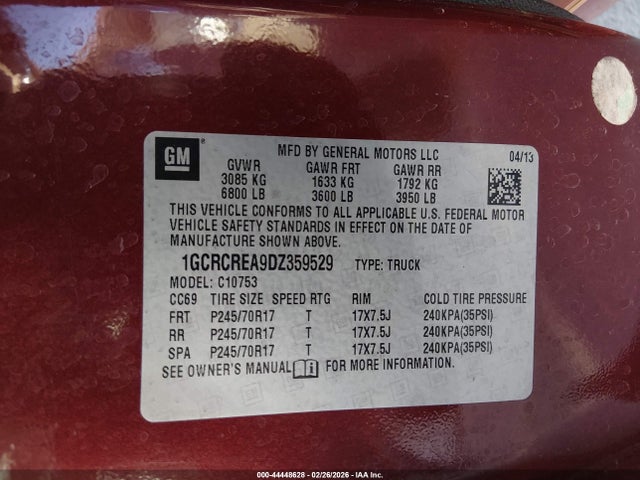 GM
MFD BY GENERAL MOTORS LLC 04/13
GVWR GAWR FRT GAWR RR
3085 KG 1633 KG 1792 KG
6800 LB 3600 LB 3950 LB
THIS VEHICLE CONFORMS TO ALL APPLICABLE U.S. FEDERAL MOTOR
VEHICLE SAFETY STANDARDS IN EFFECT ON THE DATE OF
MANUFACTURE SHOWN ABOVE.
1GCRCREA9DZ359529 TYPE: TRUCK
MODEL: C10753
CC69 TIRE SIZE SPEED RTG RIM COLD TIRE PRESSURE
FRT P245/70R17 T 17X7.5J 240KPA(35PSI)
RR P245/70R17 T 17X7.5J 240KPA(35PSI)
SPA P245/70R17 T 17X7.5J 240KPA(35PSI)
SEE OWNER'S MANUAL FOR MORE INFORMATION.
000-44448628 - 02/26/2026 - IAA Inc.